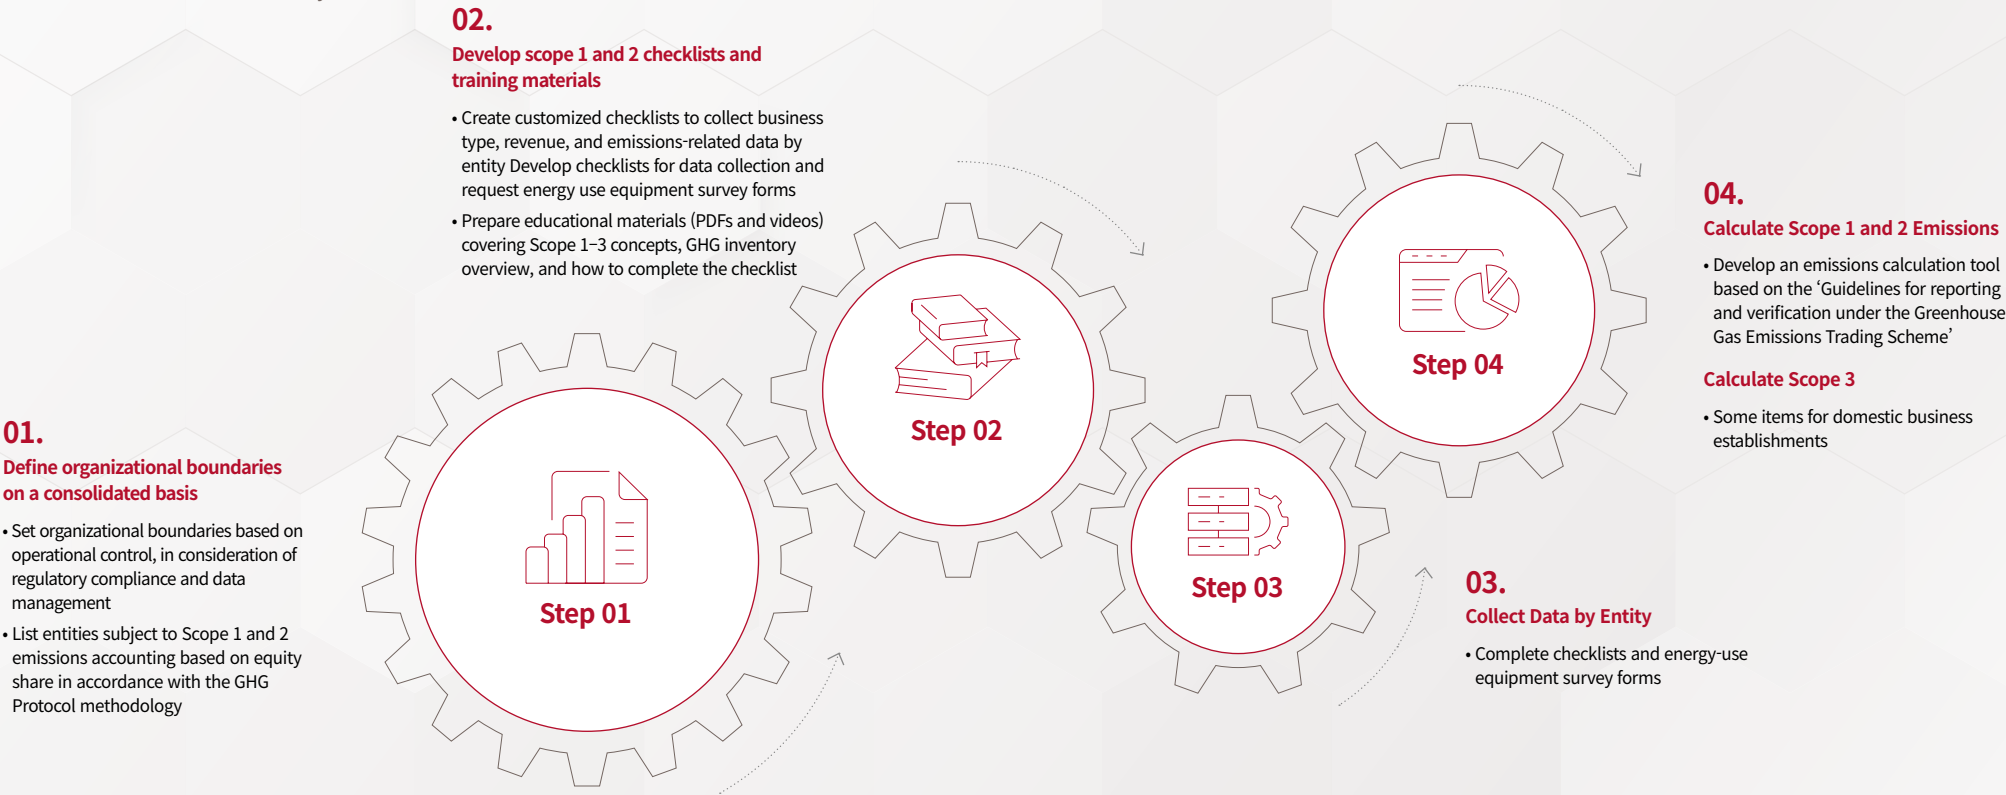 01.
Define organizational boundaries
on a consolidated basis
• Set organizational boundaries based on
operational control, in consideration of
regulatory compliance and data
management
• List entities subject to Scope 1 and 2
emissions accounting based on equity
share in accordance with the GHG
Protocol methodology
Step 01
02.
Develop scope 1 and 2 checklists and
training materials
• Create customized checklists to collect business
type, revenue, and emissions-related data by
entity Develop checklists for data collection and
request energy use equipment survey forms
• Prepare educational materials (PDFs and videos)
covering Scope 1–3 concepts, GHG inventory
overview, and how to complete the checklist
Step 02
Step 03
03.
Collect Data by Entity
• Complete checklists and energy-use
equipment survey forms
Step 04
04.
Calculate Scope 1 and 2 Emissions
• Develop an emissions calculation tool
based on the ‘Guidelines for reporting
and verification under the Greenhouse
Gas Emissions Trading Scheme’
Calculate Scope 3
• Some items for domestic business
establishments